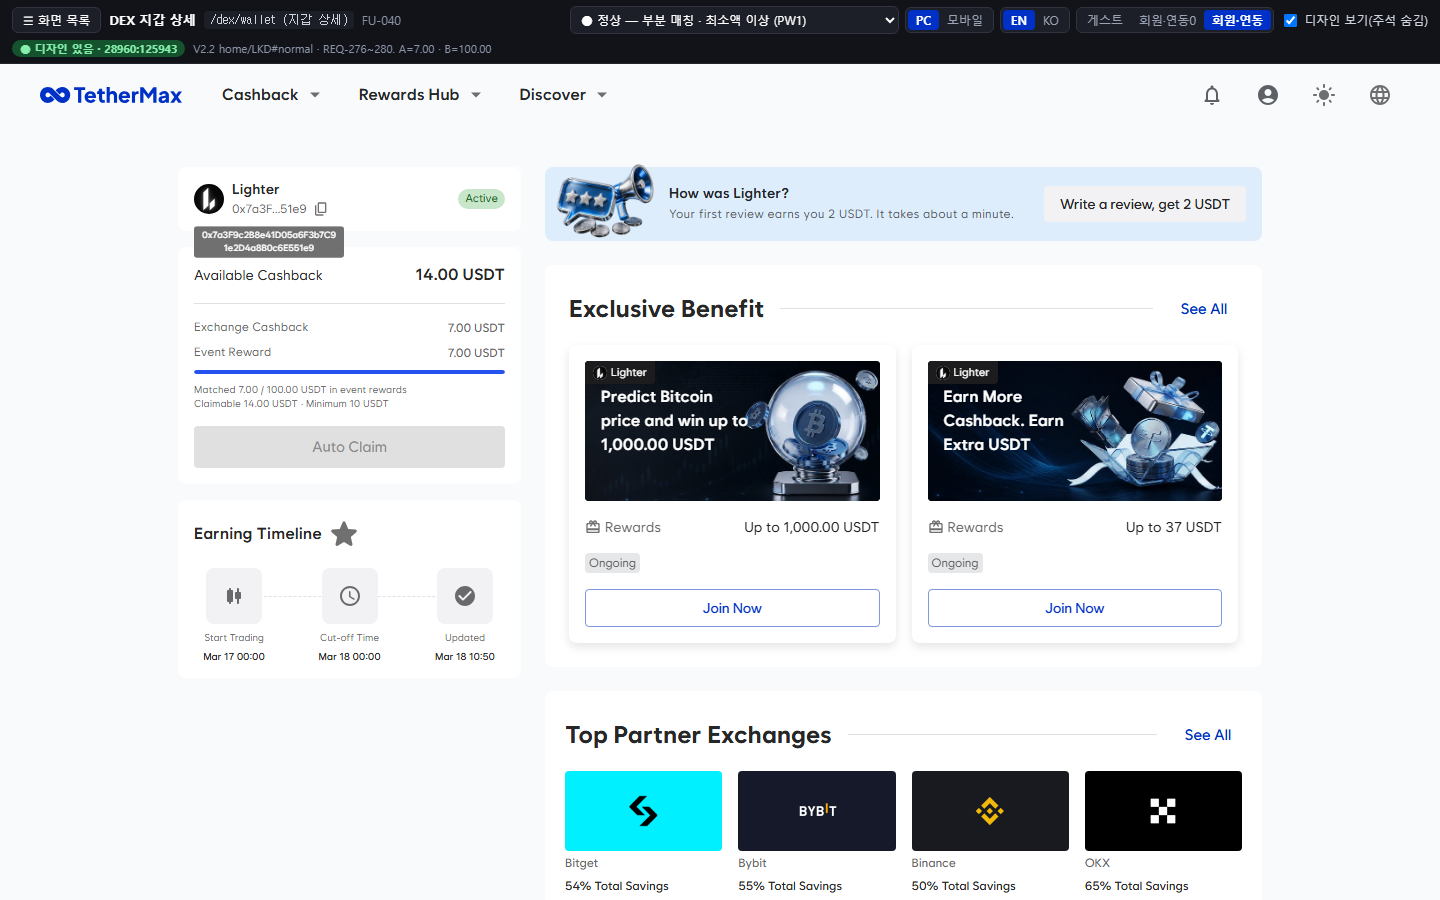 ☰ 화면 목록
DEX 지갑 상세
/dex/wallet (지갑 상세)
FU-040
● 정상 — 부분 매칭 · 최소액 이상 (PW1)
PC 모바일
EN KO
게스트 회원·연동0 회원·연동
디자인 보기(주석 숨김)
● 디자인 있음 · 28960:125943
V2.2 home/LKD#normal · REQ-276~280. A=7.00 · B=100.00
TetherMax
Cashback
Rewards Hub
Discover
Lighter
0x7a3F...51e9
Active
0x7a3F9c2B8e41D05a6F3b7C9
1e2D4a880c6E551e9
Available Cashback
14.00 USDT
Exchange Cashback
7.00 USDT
Event Reward
7.00 USDT
Matched 7.00 / 100.00 USDT in event rewards
Claimable 14.00 USDT · Minimum 10 USDT
Auto Claim
Earning Timeline
Start Trading
Cut-off Time
Updated
Mar 17 00:00
Mar 18 00:00
Mar 18 10:50
How was Lighter?
Your first review earns you 2 USDT. It takes about a minute.
Write a review, get 2 USDT
Exclusive Benefit
See All
Lighter
Predict Bitcoin
price and win up to
1,000.00 USDT
Rewards
Up to 1,000.00 USDT
Ongoing
Join Now
Lighter
Earn More
Cashback. Earn
Extra USDT
Rewards
Up to 37 USDT
Ongoing
Join Now
Top Partner Exchanges
See All
BYBIT
Bitget
Bybit
Binance
OKX
54% Total Savings
55% Total Savings
50% Total Savings
65% Total Savings